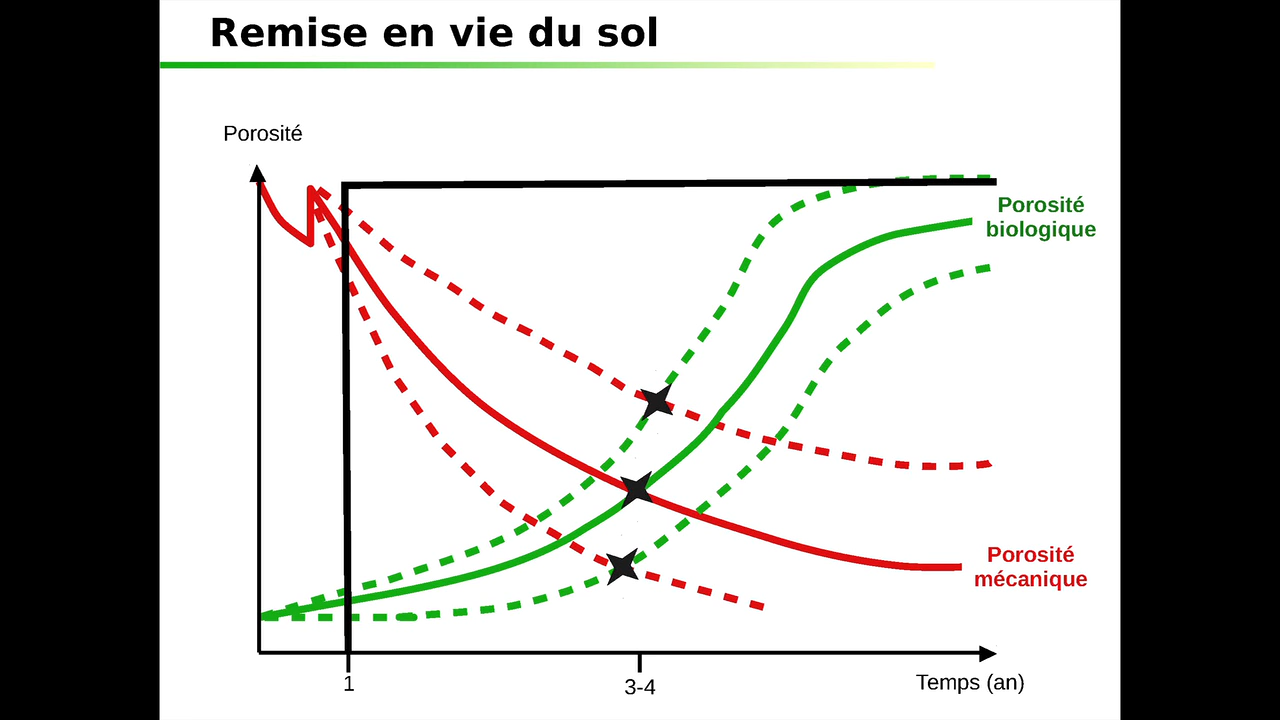 Remise en vie du sol
Porosité
Porosité
biologique
Porosité
mécanique
1
3-4
Temps (an)